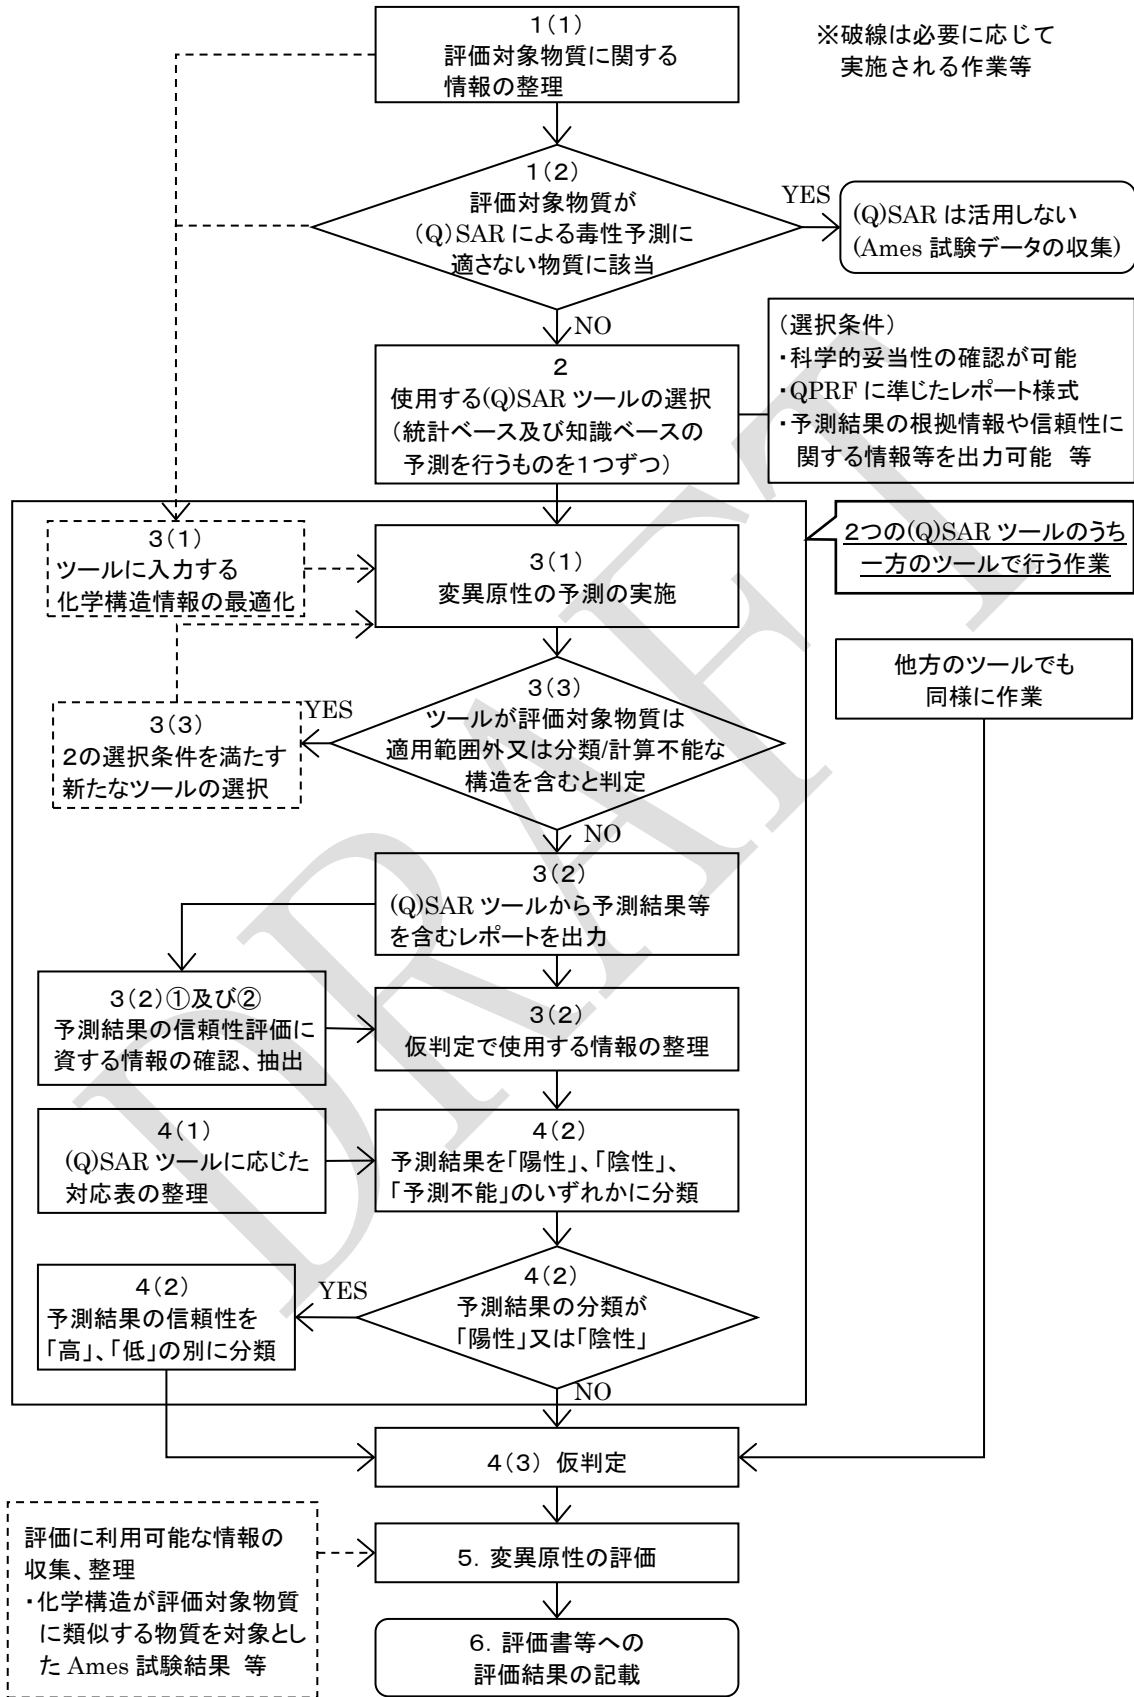 1(1)
評価対象物質に関する
情報の整理
※破線は必要に応じて
実施される作業等
1(2)
評価対象物質が
(Q)SARによる毒性予測に
適さない物質に該当
YES
(Q)SARは活用しない
(Ames 試験データの収集)
NO
2
使用する(Q)SARツールの選択
(統計ベース及び知識ベースの
予測を行うものを1つずつ)
(選択条件)
・科学的妥当性の確認が可能
・QPRFに準じたレポート様式
・予測結果の根拠情報や信頼性に
関する情報等を出力可能 等
2つの(Q)SARツールのうち
一方のツールで行う作業
3(1)
ツールに入力する
化学構造情報の最適化
3(1)
変異原性の予測の実施
他方のツールでも
同様に作業
3(3)
ツールが評価対象物質は
適用範囲外又は分類/計算不能な
構造を含むと判定
YES
3(3)
2の選択条件を満たす
新たなツールの選択
NO
3(2)
(Q)SARツールから予測結果等
を含むレポートを出力
3(2)①及び②
予測結果の信頼性評価に
資する情報の確認、抽出
3(2)
仮判定で使用する情報の整理
4(1)
(Q)SARツールに応じた
対応表の整理
4(2)
予測結果を「陽性」、「陰性」、
「予測不能」のいずれかに分類
4(2)
予測結果の分類が
「陽性」又は「陰性」
YES
4(2)
予測結果の信頼性を
「高」、「低」の別に分類
NO
4(3) 仮判定
評価に利用可能な情報の
収集、整理
・化学構造が評価対象物質
に類似する物質を対象とし
た Ames 試験結果 等
5. 変異原性の評価
6. 評価書等への
評価結果の記載
DRAFT